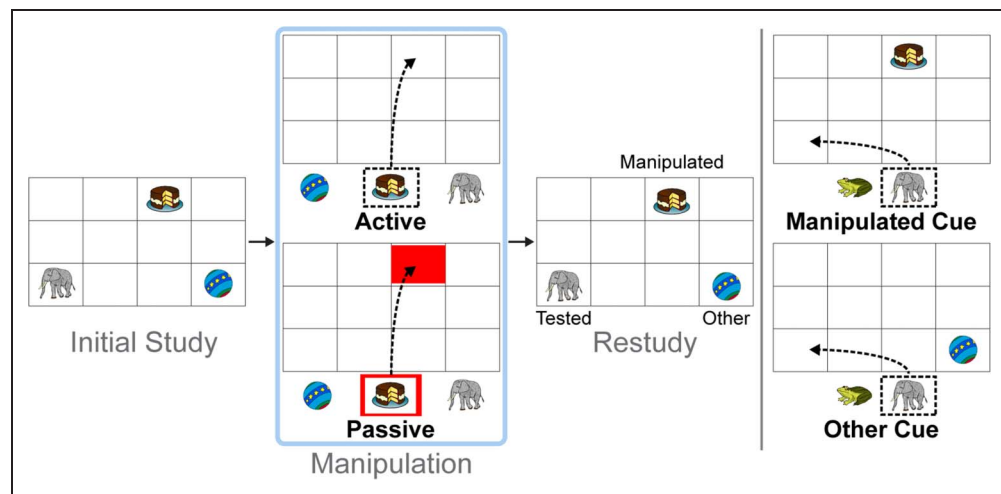 Initial Study
Active
Passive
Manipulation
Manipulated
Tested
Other
Restudy
Manipulated Cue
Other Cue